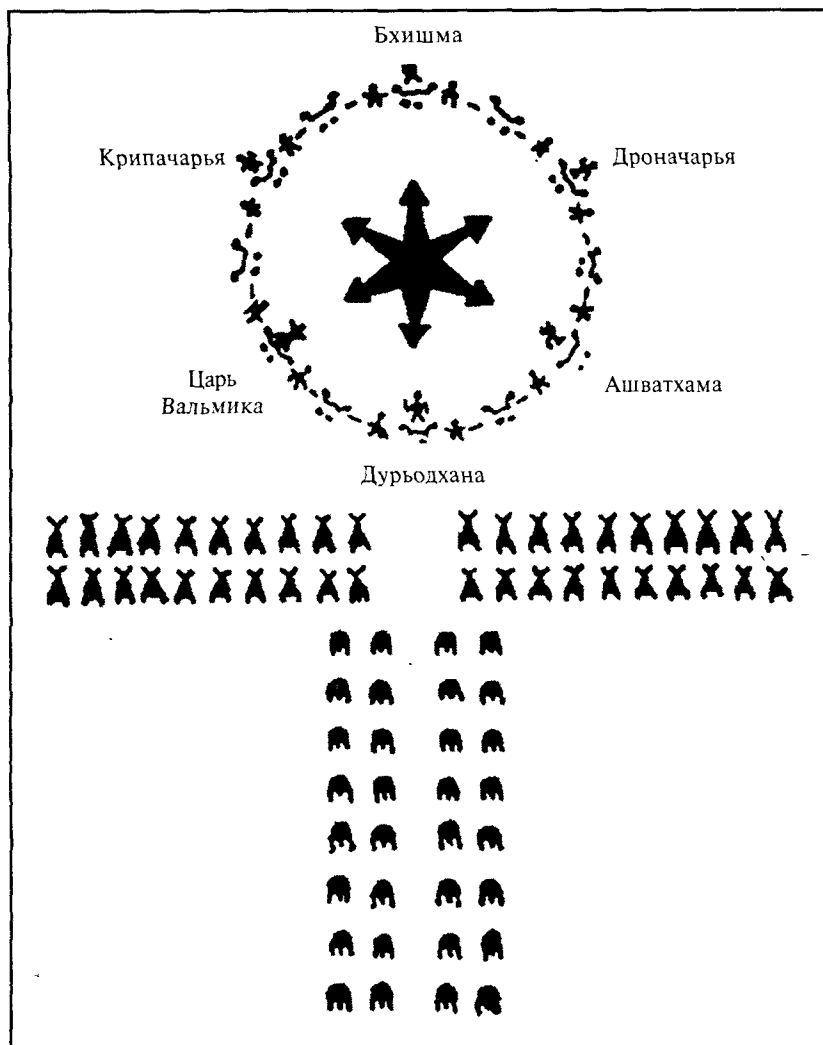 Бхишма
Крипачарья
Дроначарья
Царь
Вальмика
Ашватхама
Дурьодхана